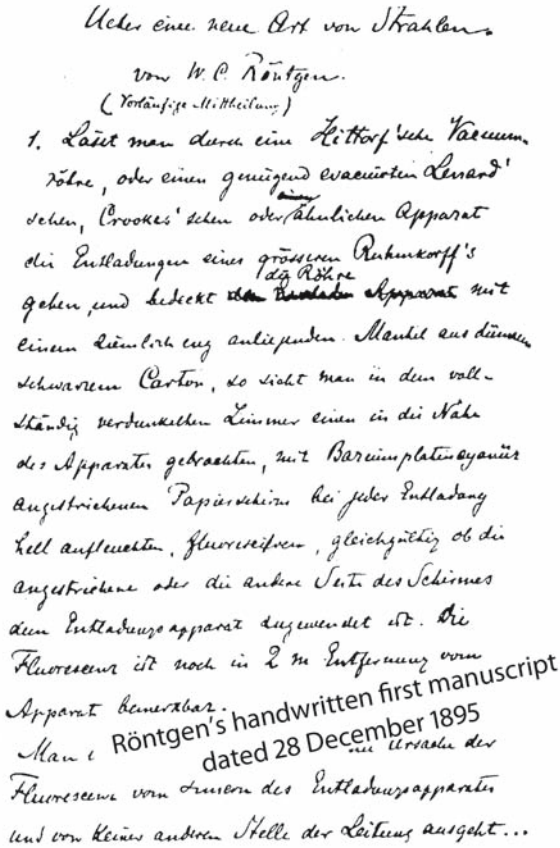 Ueber eine neue Art von Strahlen.
von W. C. Röntgen.
(Vorläufige Mittheilung)
1. Lässt man durch eine Hittorf'sche Vacuum-
röhre, oder einen genügend evacuirten Lenard'
schen, Crookes'schen oder einen ähnlichen Apparat
die Entladungen eines grösseren Ruhmkorff's
gehen, und bedeckt die Röhre mit
einem ziemlich eng anliegenden Mantel aus dünnem
schwarzem Carton, so sieht man in dem voll-
ständig verdunkelten Zimmer einen in die Nähe
des Apparates gebrachten, mit Bariumplatincyanür
angestrichenen Papierschirm bei jeder Entladung
hell aufleuchten, fluoresciren, gleichgültig ob die
angestrichene oder die andere Seite des Schirmes
dem Entladungsapparat zugewendet ist. Die
Fluorescenz ist noch in 2 m Entfernung vom
Apparat bemerkbar.
Röntgen's handwritten first manuscript
dated 28 December 1895
Man Ursache der
Fluorescenz vom Innern des Entladungsapparates
und von keiner anderen Stelle der Leitung ausgeht...